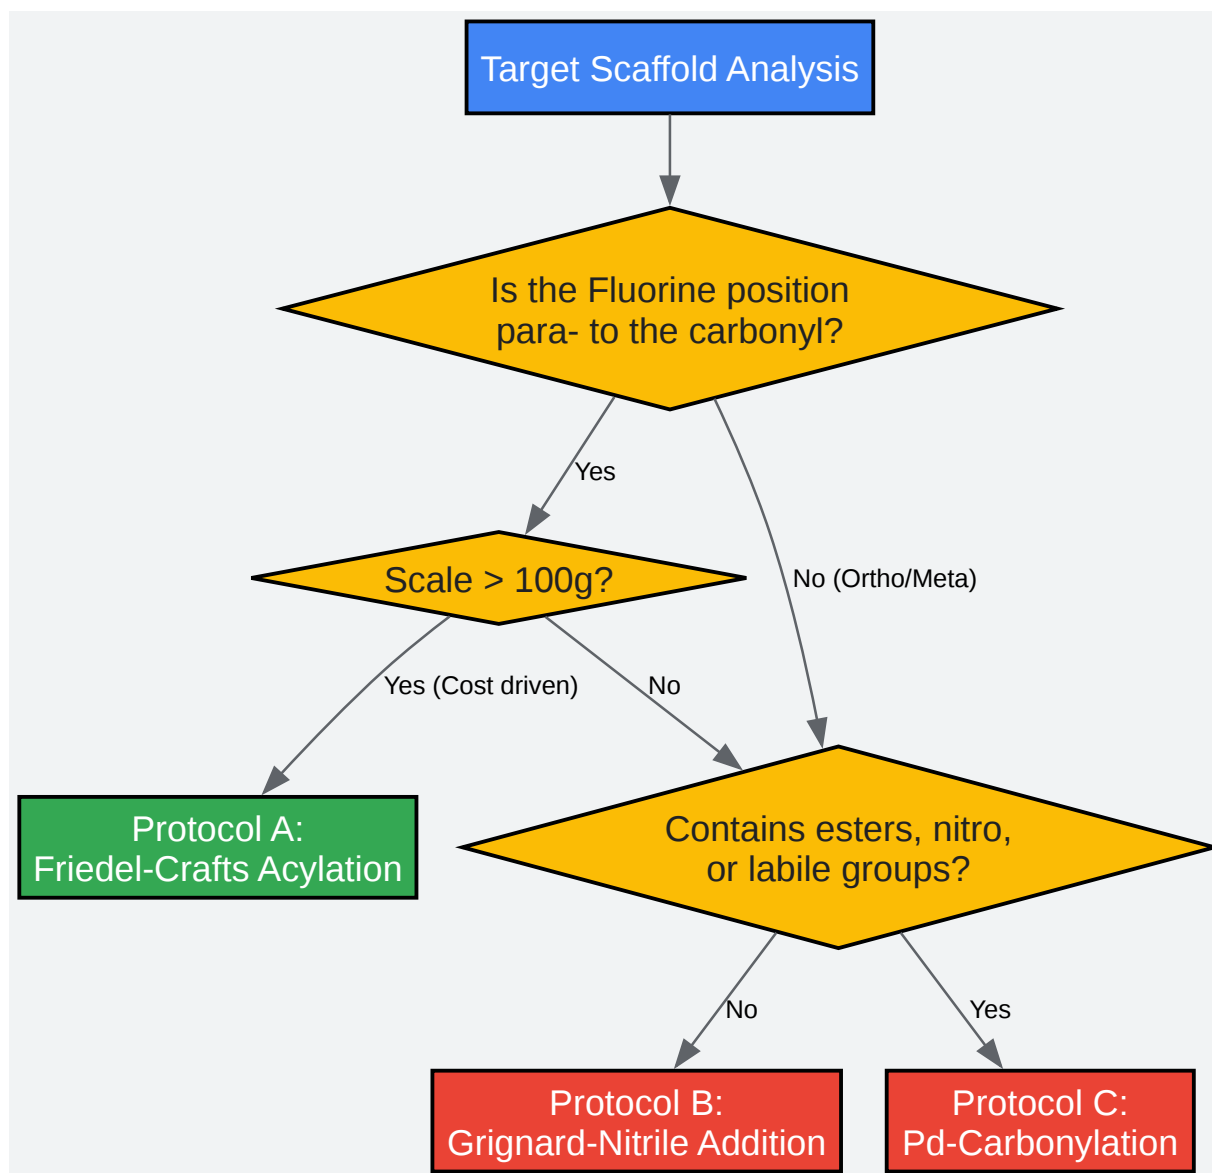 Target Scaffold Analysis
Is the Fluorine position
para- to the carbonyl?
Yes
Scale > 100g?
No (Ortho/Meta)
Yes (Cost driven)
No
Protocol A:
Friedel-Crafts Acylation
Contains esters, nitro,
or labile groups?
No
Yes
Protocol B:
Grignard-Nitrile Addition
Protocol C:
Pd-Carbonylation